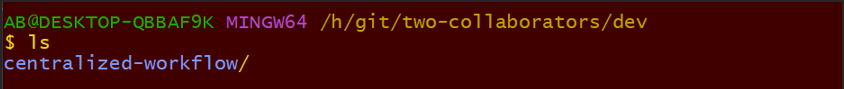 AB@DESKTOP-QBBAF9K MINGW64 /h/git/two-collaborators/dev
$ ls
centralized-workflow/